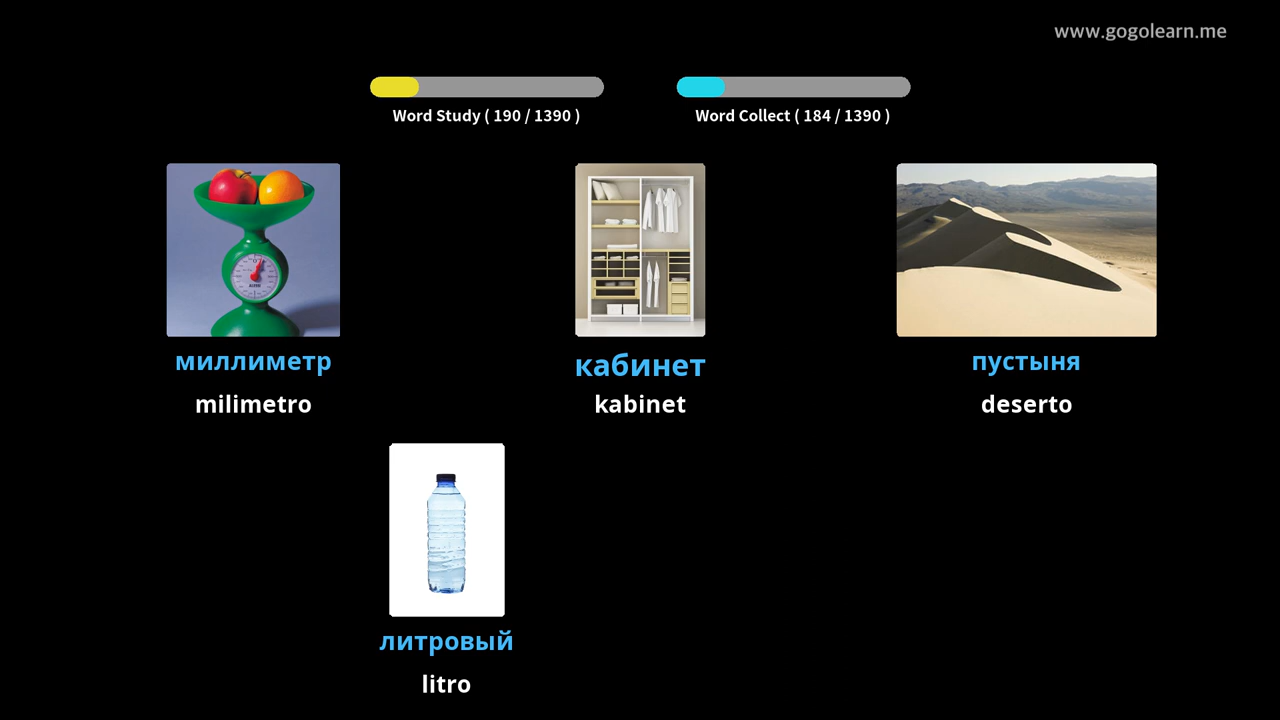 www.gogolearn.me
Word Study ( 190 / 1390 )
Word Collect ( 184 / 1390 )
миллиметр
кабинет
пустыня
milimetro
kabinet
deserto
литровый
litro